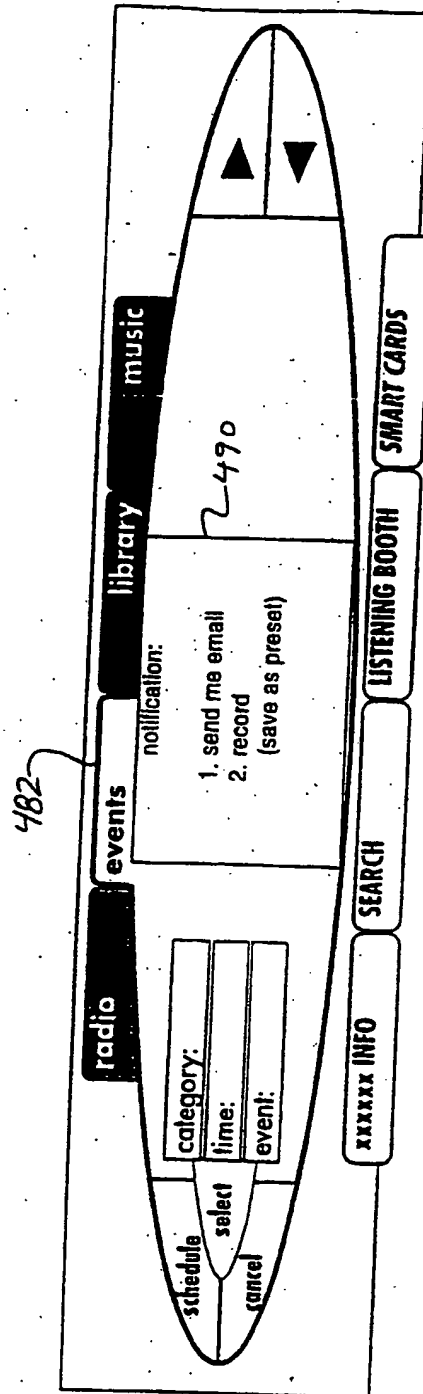 482
radio
events
library
music
schedule
select
cancel
category:
time:
event:
notification:
1. send me email
2. record
(save as preset)
490
xxxxxx INFO
SEARCH
LISTENING BOOTH
SMART CARDS